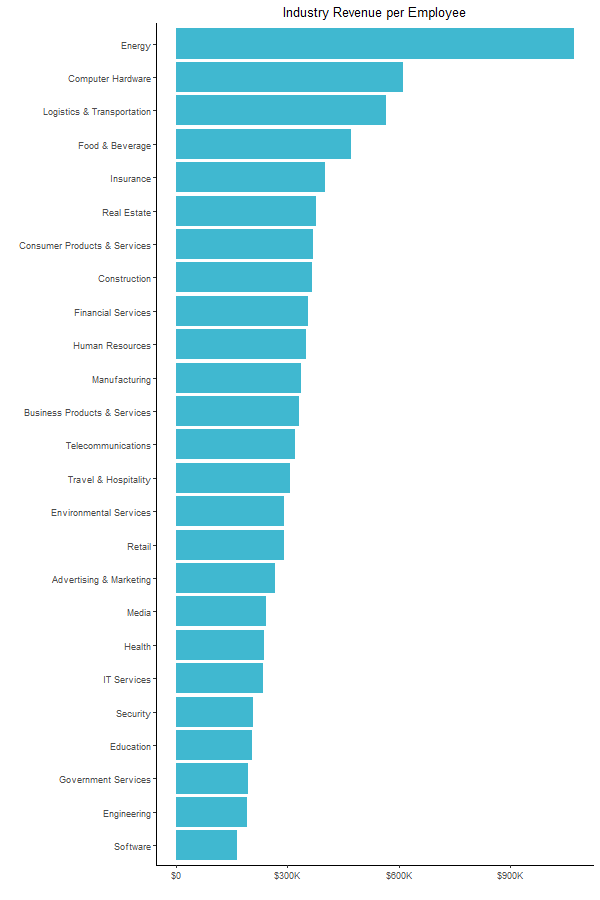 Industry Revenue per Employee
Energy
Computer Hardware
Logistics & Transportation
Food & Beverage
Insurance
Real Estate
Consumer Products & Services
Construction
Financial Services
Human Resources
Manufacturing
Business Products & Services
Telecommunications
Travel & Hospitality
Environmental Services
Retail
Advertising & Marketing
Media
Health
IT Services
Security
Education
Government Services
Engineering
Software
$0 $300K $600K $900K